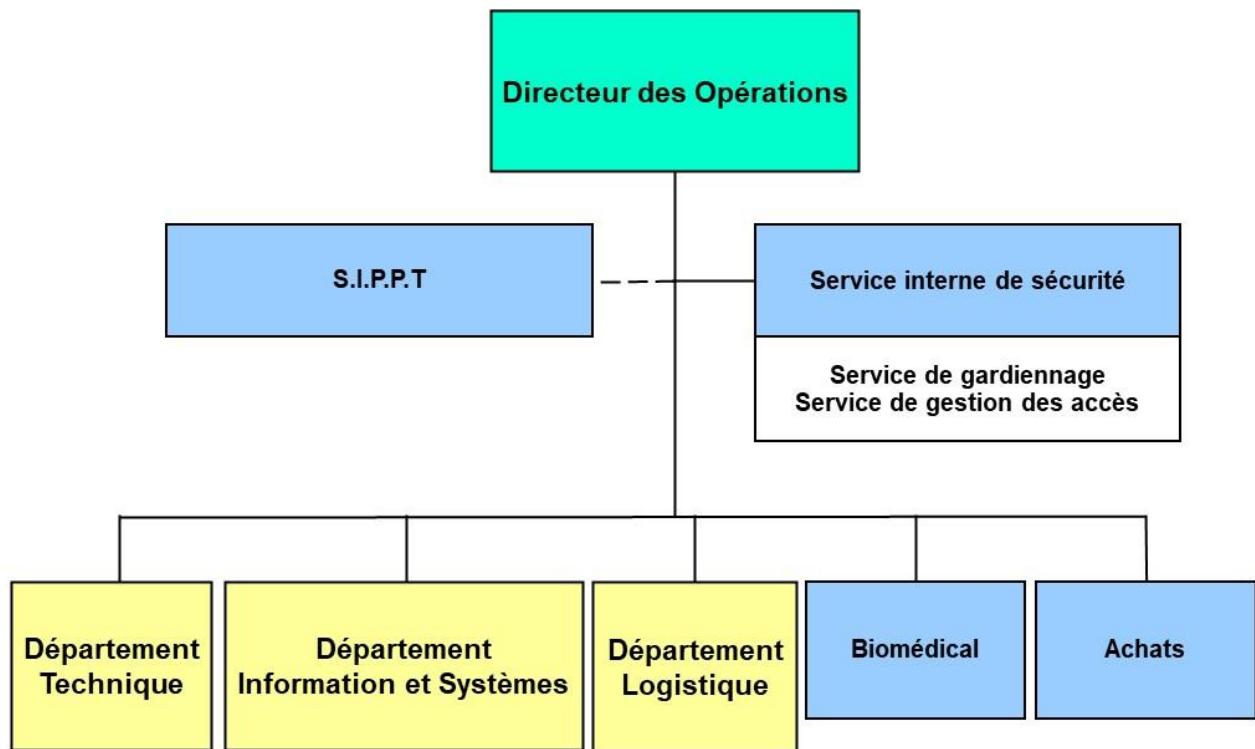 Directeur des Opérations
S.I.P.P.T
Service interne de sécurité
Service de gardiennage
Service de gestion des accès
Département
Technique
Département
Information et Systèmes
Département
Logistique
Biomédical
Achats